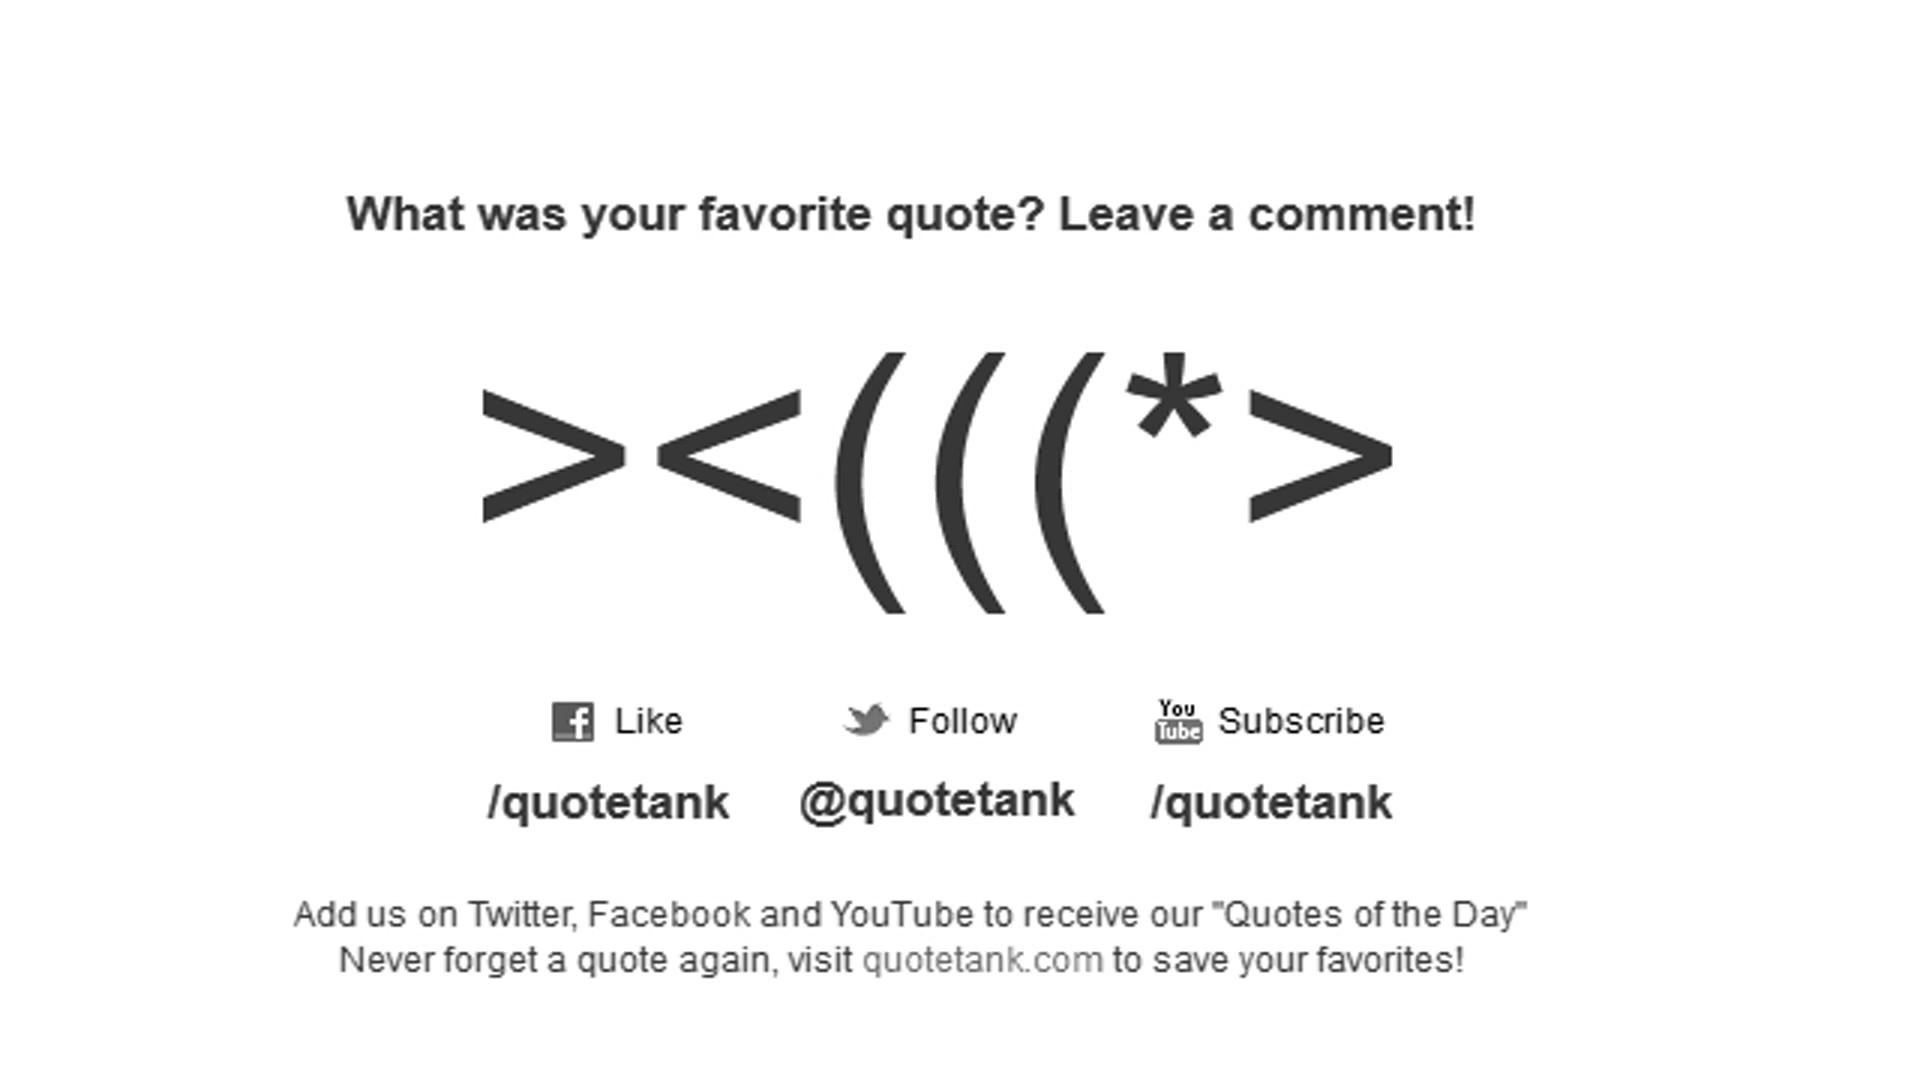 What was your favorite quote? Leave a comment!
><(((*>
f Like
Follow
You Tube Subscribe
/quotetank
@quotetank
/quotetank
Add us on Twitter, Facebook and YouTube to receive our "Quotes of the Day"
Never forget a quote again, visit quotetank.com to save your favorites!